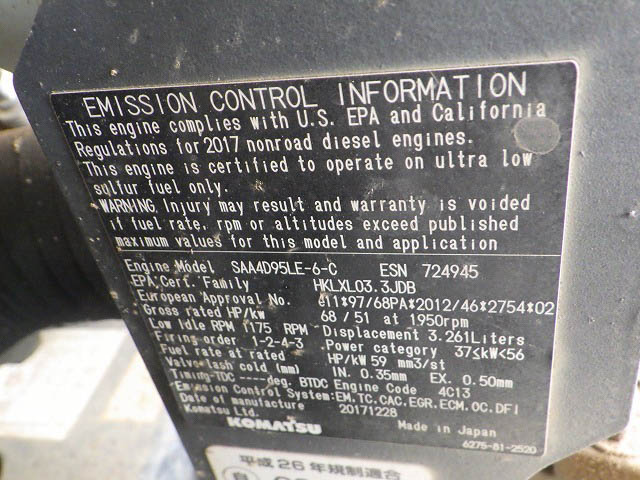 EMISSION CONTROL INFORMATION
This engine complies with U.S. EPA and California
Regulations for 2017 nonroad diesel engines.
This engine is certified to operate on ultra low
sulfur fuel only.
WARNING, Injury may result and warranty is voided
if fuel rate, rpm or altitudes exceed published
maximum values for this model and application
Engine Model SAA4D95LE-6-C ESN 724945
EPA Cert. Family HKLXL03.3JDB
European Approval No. J11*97/68PA*2012/46*2754*02
Gross rated HP/kW 68/51 at 1950rpm
Low Idle RPM 1175 RPM Displacement 3.261Liters
Firing order 1-2-4-3 Power category 37≤kW<56
Fuel rate at rated HP/kW 59 mm3/st
Valve lash cold (mm) IN. 0.35mm EX. 0.50mm
Timing-TDC ----deg. BTDC Engine Code 4C13
Emission Control System:EM,TC,CAC,EGR,ECM,OC,DFI
Date of manufacture 20171228
Komatsu Ltd.
KOMATSU Made in Japan
6275-81-2520
平成26年規制適合